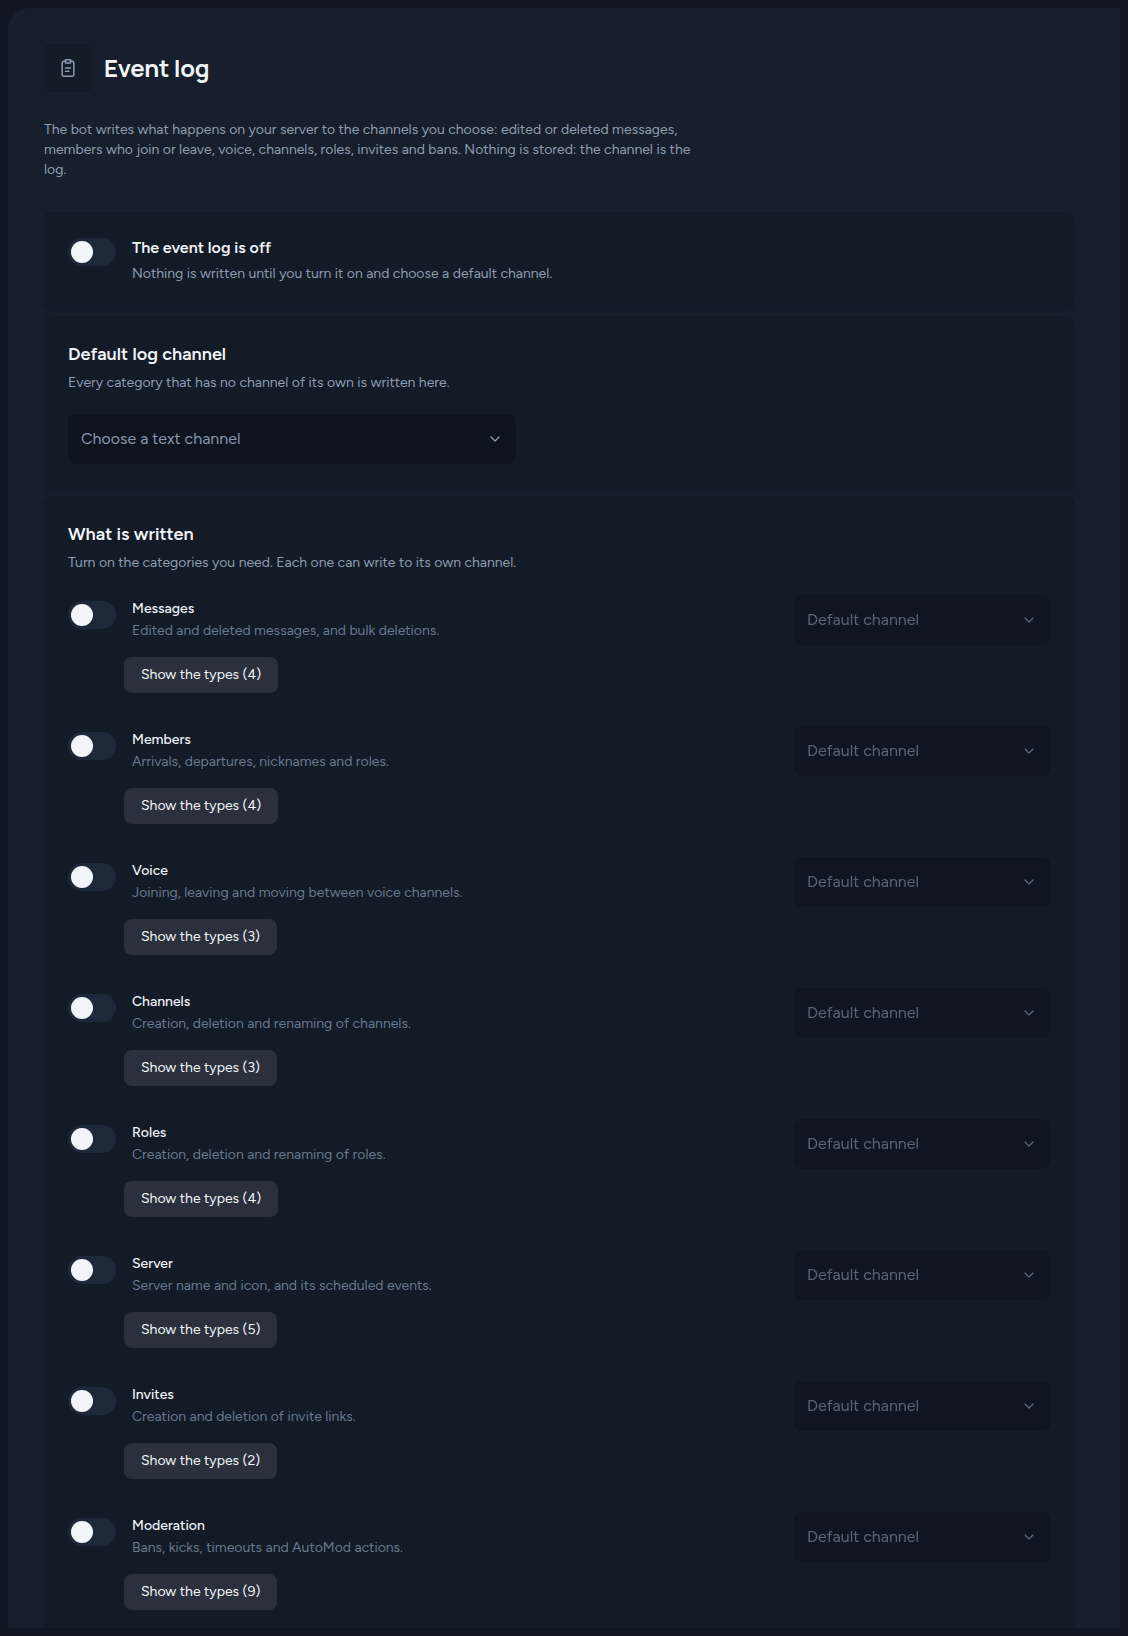 Event log
The bot writes what happens on your server to the channels you choose: edited or deleted messages,
members who join or leave, voice, channels, roles, invites and bans. Nothing is stored: the channel is the
log.
The event log is off
Nothing is written until you turn it on and choose a default channel.
Default log channel
Every category that has no channel of its own is written here.
Choose a text channel
What is written
Turn on the categories you need. Each one can write to its own channel.
Messages
Edited and deleted messages, and bulk deletions.
Default channel
Show the types (4)
Members
Arrivals, departures, nicknames and roles.
Default channel
Show the types (4)
Voice
Joining, leaving and moving between voice channels.
Default channel
Show the types (3)
Channels
Creation, deletion and renaming of channels.
Default channel
Show the types (3)
Roles
Creation, deletion and renaming of roles.
Default channel
Show the types (4)
Server
Server name and icon, and its scheduled events.
Default channel
Show the types (5)
Invites
Creation and deletion of invite links.
Default channel
Show the types (2)
Moderation
Bans, kicks, timeouts and AutoMod actions.
Default channel
Show the types (9)